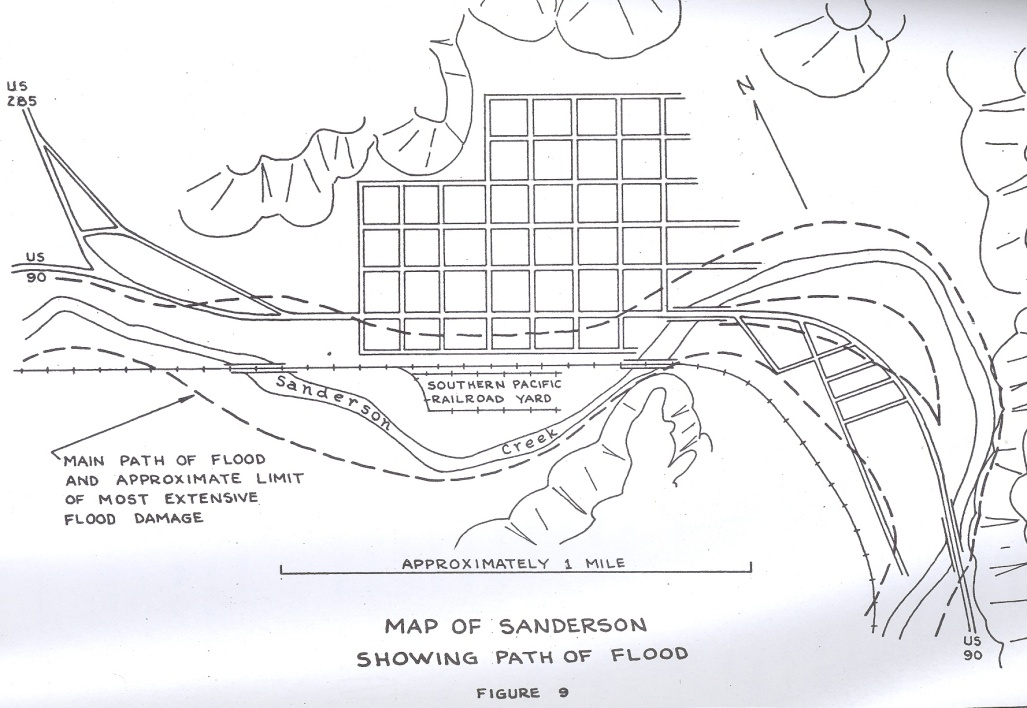 US
285
N
US
90
SOUTHERN PACIFIC
RAILROAD YARD
Sanderson
Creek
MAIN PATH OF FLOOD
AND APPROXIMATE LIMIT
OF MOST EXTENSIVE
FLOOD DAMAGE
APPROXIMATELY 1 MILE
MAP OF SANDERSON
SHOWING PATH OF FLOOD
US
90
FIGURE 9